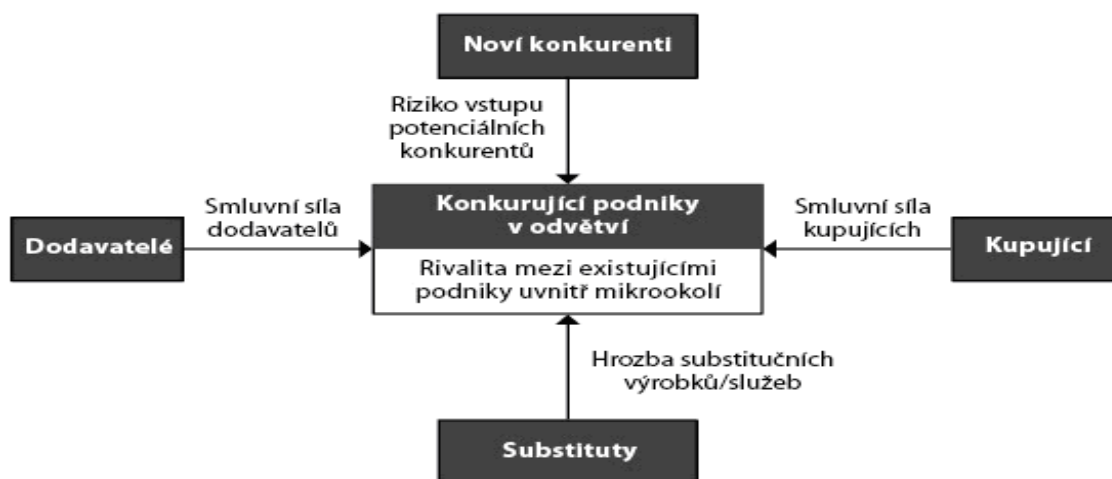 Noví konkurenti
Riziko vstupu
potenciálních
konkurentů
Smluvní síla
dodavatelů
Konkurující podniky
v odvětví
Smluvní síla
kupujících
Dodavatelé
Kupující
Rivalita mezi existujícími
podniky uvnitř mikrookolí
Hrozba substitučních
výrobků/služeb
Substituty